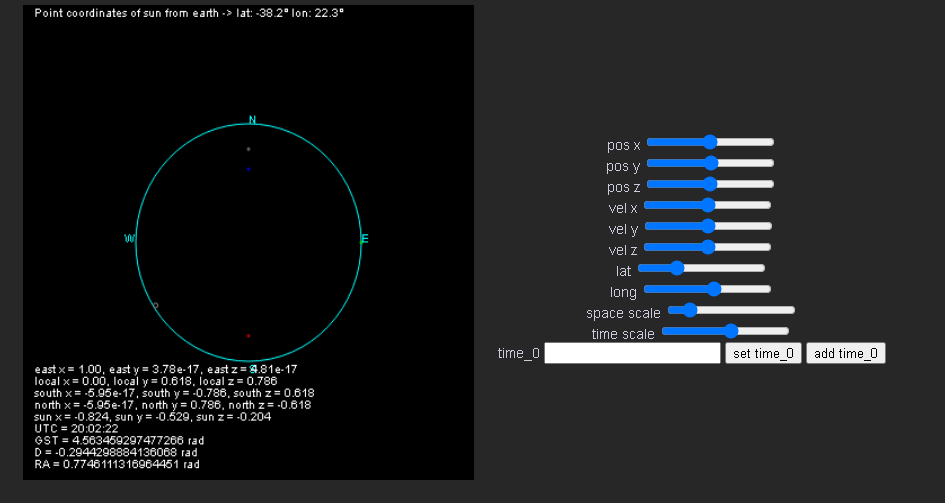 Point coordinates of sun from earth -> lat: -38.2° lon: 22.3°
N
W
E
S
east x = 1.00, east y = 3.78e-17, east z = 4.81e-17
local x = 0.00, local y = 0.618, local z = 0.786
south x = -5.95e-17, south y = -0.786, south z = 0.618
north x = -5.95e-17, north y = 0.786, north z = -0.618
sun x = -0.824, sun y = -0.529, sun z = -0.204
UTC = 20:02:22
GST = 4.563459297477266 rad
D = -0.2944298884136068 rad
RA = 0.7746111316964451 rad
pos x
pos y
pos z
vel x
vel y
vel z
lat
long
space scale
time scale
time_0 set time_0 add time_0